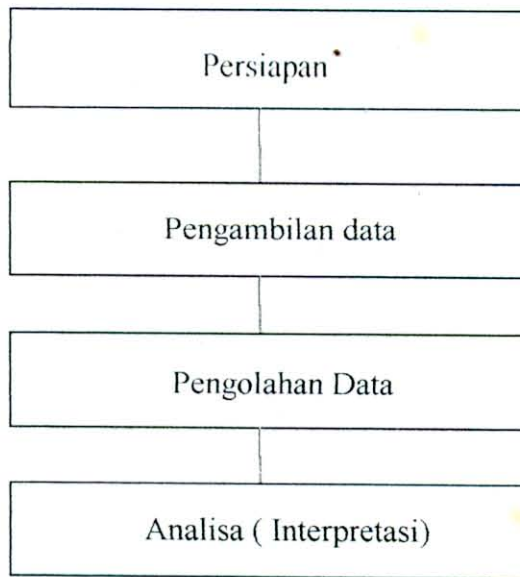 Persiapan
Pengambilan data
Pengolahan Data
Analisa ( Interpretasi)